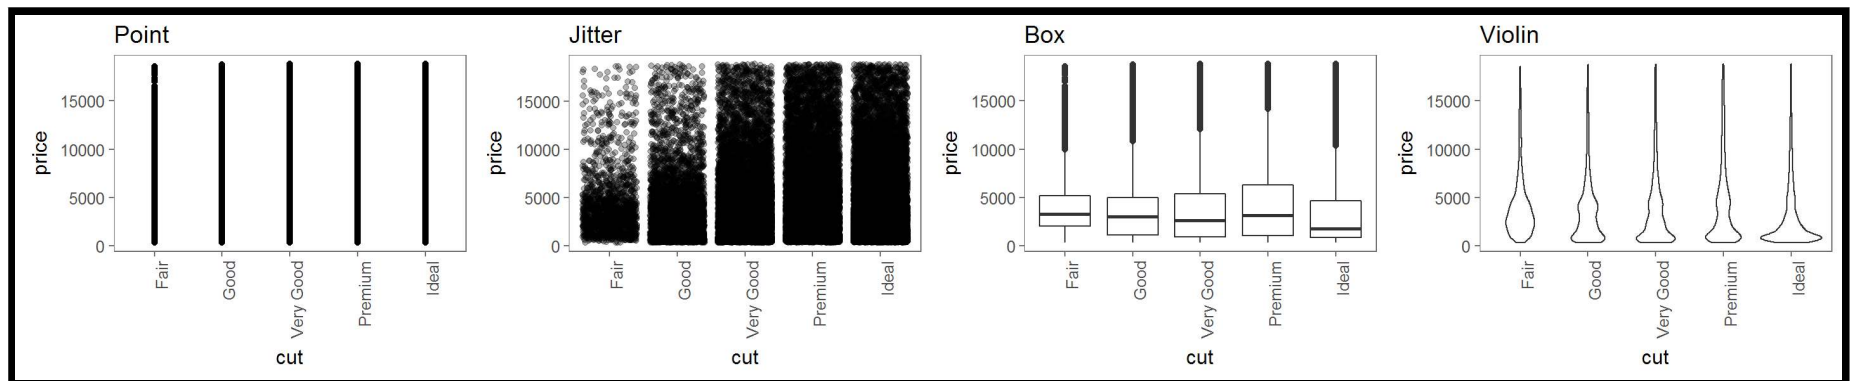 Point
15000
10000
5000
0
price
Fair
Good
Very Good
Premium
Ideal
cut
Jitter
15000
10000
5000
0
price
Fair
Good
Very Good
Premium
Ideal
cut
Box
15000
10000
5000
0
price
Fair
Good
Very Good
Premium
Ideal
cut
Violin
15000
10000
5000
0
price
Fair
Good
Very Good
Premium
Ideal
cut